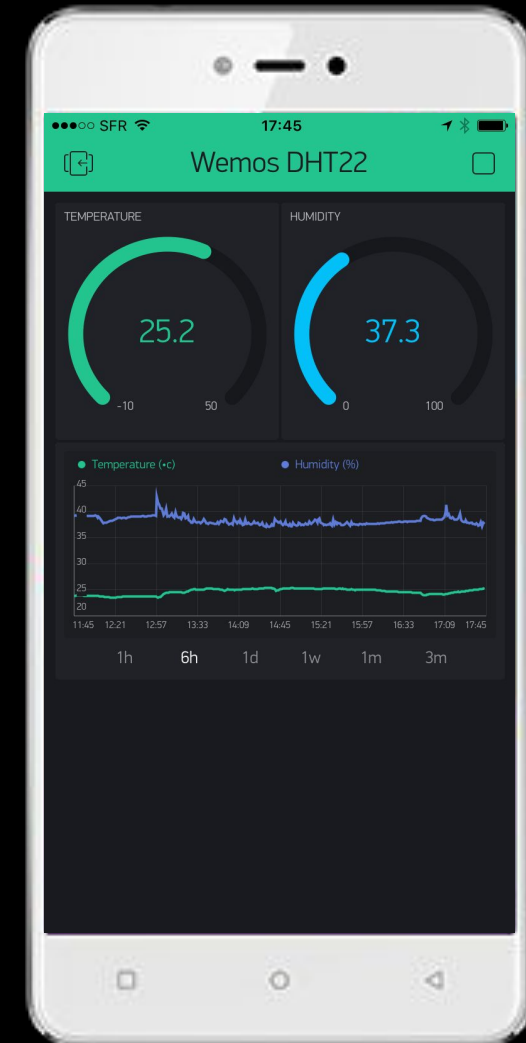 SFR 17:45
Wemos DHT22
TEMPERATURE
25.2
-10 50
HUMIDITY
37.3
0 100
Temperature (•c) Humidity (%)
45
40
35
30
25
20
11:45 12:21 12:57 13:33 14:09 14:45 15:21 15:57 16:33 17:09 17:45
1h 6h 1d 1w 1m 3m